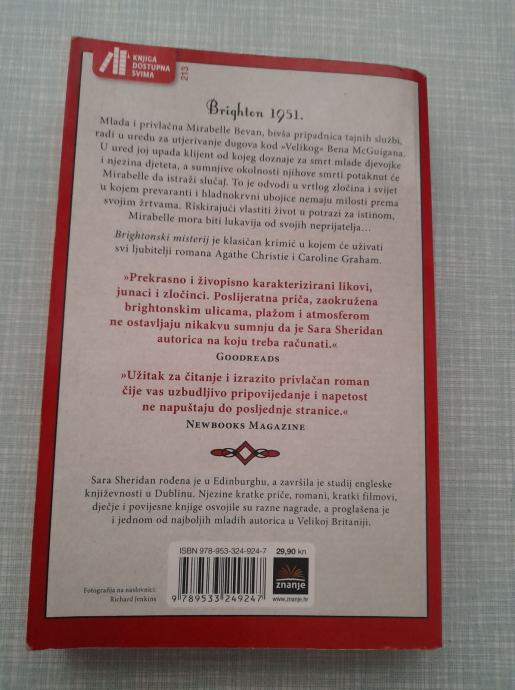 KNJIGA
DOSTUPNA
SVIMA
213
Brighton 1951.
Mlada i privlačna Mirabelle Bevan, bivša pripadnica tajnih službi,
radi u uredu za utjerivanje dugova kod »Velikog« Bena McGuigana.
U ured joj upada klijent od kojeg doznaje za smrt mlade djevojke
i njezina djeteta, a sumnjive okolnosti njihove smrti potaknut će
Mirabelle da istraži slučaj. To je odvodi u vrtlog zločina i svijet
u kojem prevaranti i hladnokrvni ubojice nemaju milosti prema
svojim žrtvama. Riskirajući vlastiti život u potrazi za istinom,
Mirabelle mora biti lukavija od svojih neprijatelja...
Brightonski misterij je klasičan krimić u kojem će uživati
svi ljubitelji romana Agathe Christie i Caroline Graham.
»Prekrasno i živopisno karakterizirani likovi,
junaci i zločinci. Poslijeratna priča, zaokružena
brightonskim ulicama, plažom i atmosferom
ne ostavljaju nikakvu sumnju da je Sara Sheridan
autorica na koju treba računati.«
GOODREADS
»Užitak za čitanje i izrazito privlačan roman
čije vas uzbudljivo pripovijedanje i napetost
ne napuštaju do posljednje stranice.«
NEWBOOKS MAGAZINE
Sara Sheridan rođena je u Edinburghu, a završila je studij engleske
književnosti u Dublinu. Njezine kratke priče, romani, kratki filmovi,
dječje i povijesne knjige osvojile su razne nagrade, a proglašena je
i jednom od najboljih mladih autorica u Velikoj Britaniji.
ISBN 978-953-324-924-7
29,90 kn
9 789533 249247
znanje
www.znanje.hr
Fotografija na naslovnici:
Richard Jenkins